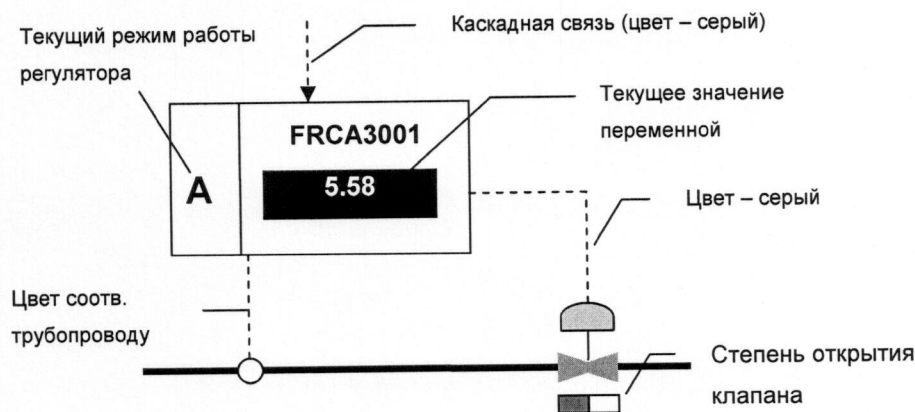 Текущий режим работы
регулятора
Каскадная связь (цвет – серый)
Текущее значение
переменной
FRCA3001
A
5.58
Цвет – серый
Цвет соотв.
трубопроводу
Степень открытия
клапана